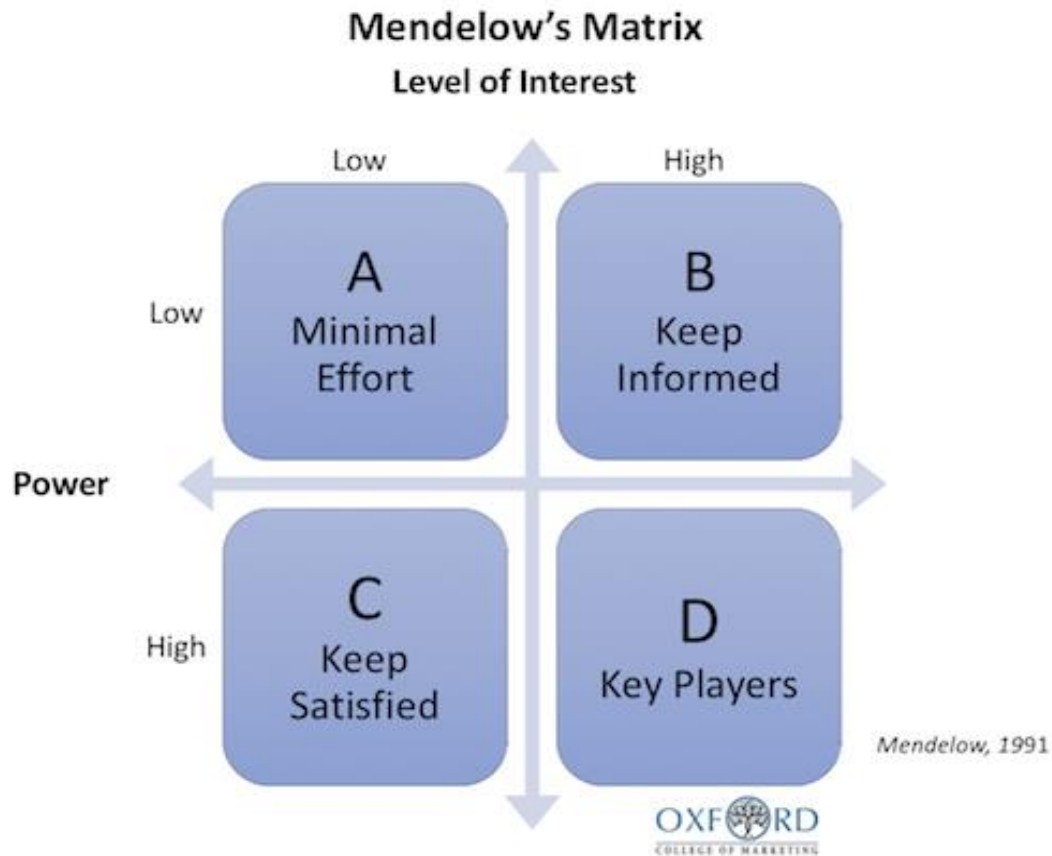 Mendelow's Matrix
Level of Interest
Low
High
Low
A
Minimal
Effort
B
Keep
Informed
Power
High
C
Keep
Satisfied
D
Key Players
Mendelow, 1991
OXFORD
COLLEGE OF MARKETING